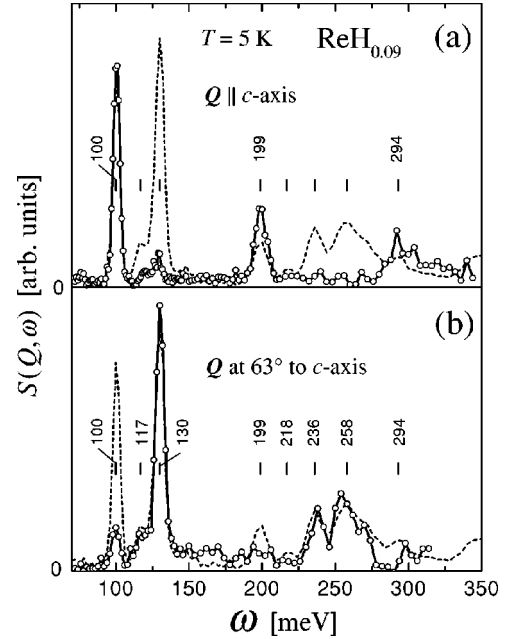 T = 5 K ReH0.09 (a)
Q || c-axis
100 199 294
0
(b)
Q at 63° to c-axis
100 117 130 199 218 236 258 294
0
100 150 200 250 300 350
ω [meV]
S(Q,ω) [arb. units]